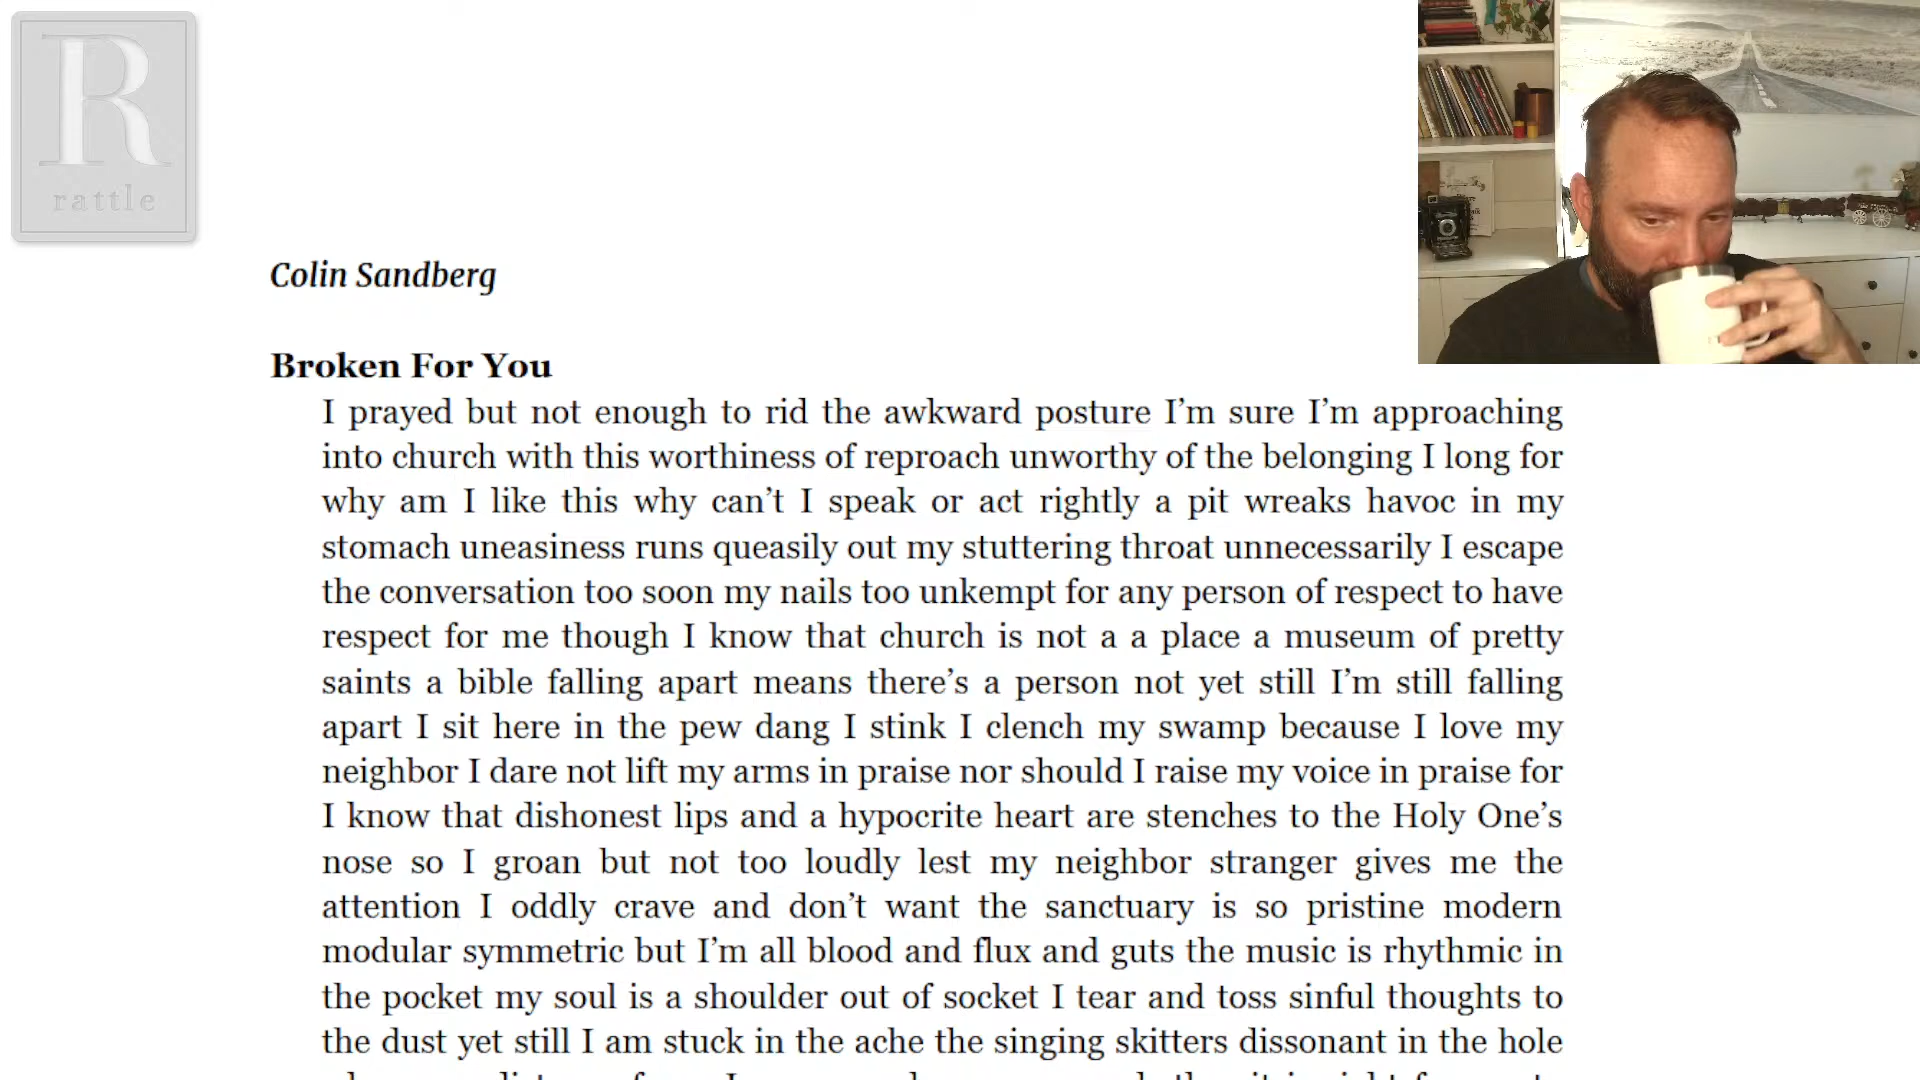 R
rattle
Colin Sandberg
Broken For You
I prayed but not enough to rid the awkward posture I’m sure I’m approaching
into church with this worthiness of reproach unworthy of the belonging I long for
why am I like this why can’t I speak or act rightly a pit wreaks havoc in my
stomach uneasiness runs queasily out my stuttering throat unnecessarily I escape
the conversation too soon my nails too unkempt for any person of respect to have
respect for me though I know that church is not a a place a museum of pretty
saints a bible falling apart means there’s a person not yet still I’m still falling
apart I sit here in the pew dang I stink I clench my swamp because I love my
neighbor I dare not lift my arms in praise nor should I raise my voice in praise for
I know that dishonest lips and a hypocrite heart are stenches to the Holy One’s
nose so I groan but not too loudly lest my neighbor stranger gives me the
attention I oddly crave and don’t want the sanctuary is so pristine modern
modular symmetric but I’m all blood and flux and guts the music is rhythmic in
the pocket my soul is a shoulder out of socket I tear and toss sinful thoughts to
the dust yet still I am stuck in the ache the singing skitters dissonant in the hole